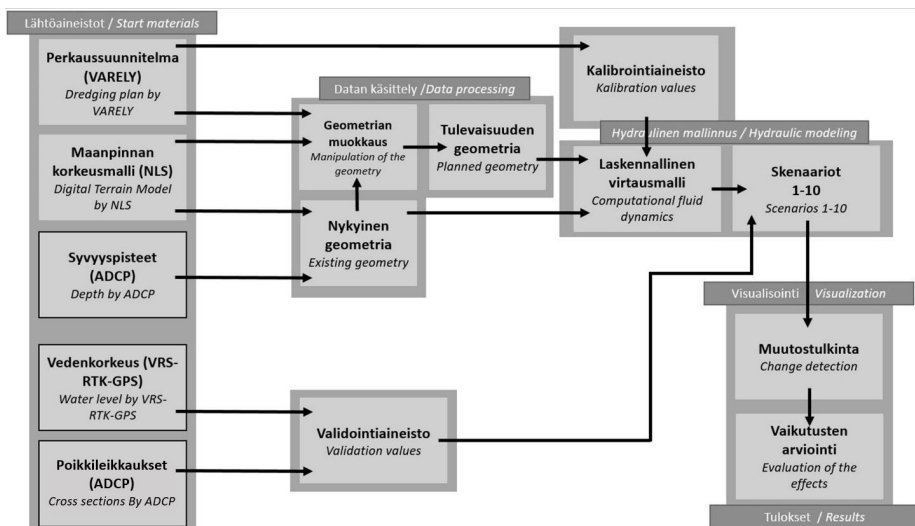 Lähtöaineistot / Start materials
Perkaussuunnitelma
(VARELY)
Dredging plan by
VARELY
Maanpinnan
korkeusmalli (NLS)
Digital Terrain Model
by NLS
Syvyyspisteet
(ADCP)
Depth by ADCP
Vedenkorkeus (VRS-
RTK-GPS)
Water level by VRS-
RTK-GPS
Poikkileikkaukset
(ADCP)
Cross sections By ADCP
Datan käsittely /Data processing
Geometrian
muokkaus
Manipulation of the
geometry
Tulevaisuuden
geometria
Planned geometry
Nykyinen
geometria
Existing geometry
Validointiaineisto
Validation values
Kalibrointiaineisto
Kalibration values
Hydraulinen mallinnus / Hydraulic modeling
Laskennallinen
virtausmalli
Computational fluid
dynamics
Skenaariot
1-10
Scenarios 1-10
Visualisointi Visualization
Muutostulkinta
Change detection
Vaikutusten
arviointi
Evaluation of the
effects
Tulokset / Results